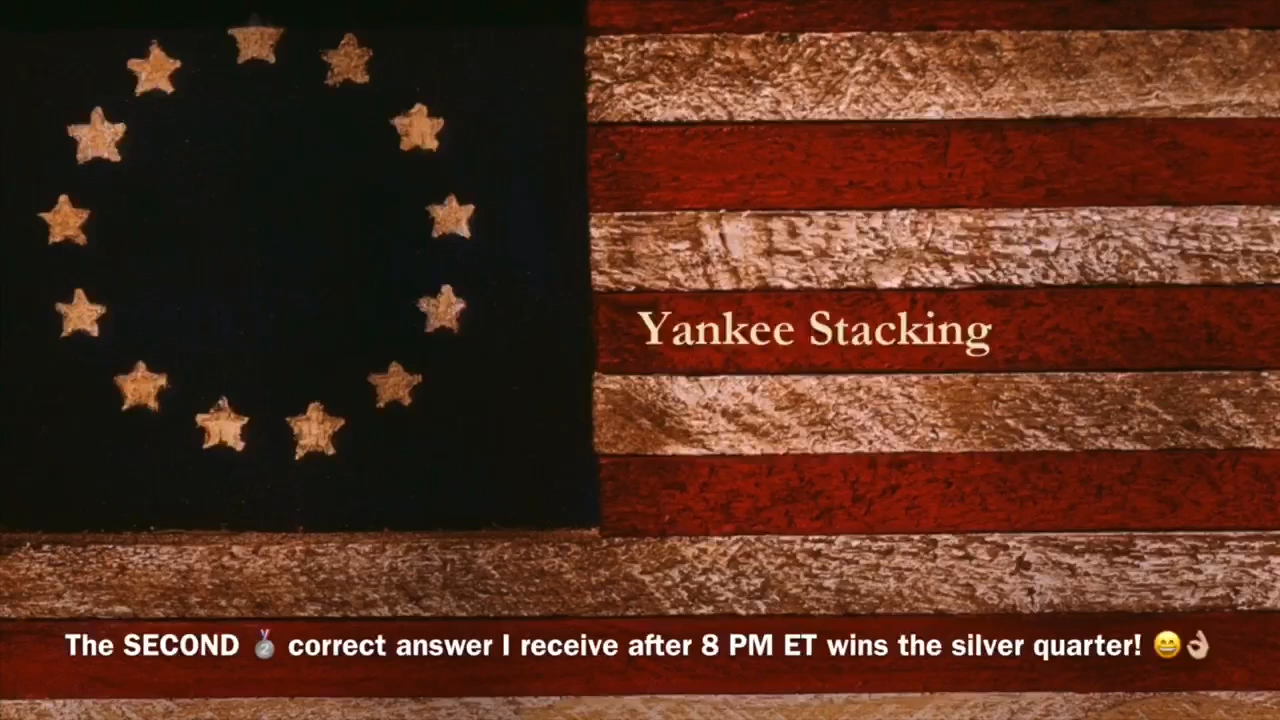 Yankee Stacking
The SECOND 🥈 correct answer I receive after 8 PM ET wins the silver quarter! 😄👌🏼